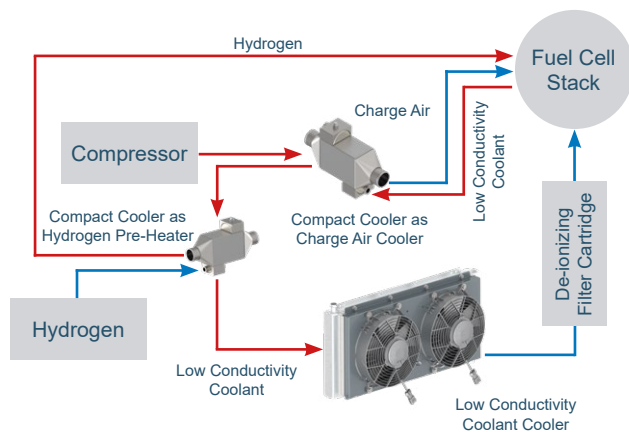 Hydrogen
Fuel Cell
Stack
Charge Air
Compressor
Low Conductivity
Coolant
Compact Cooler as
Hydrogen Pre-Heater
Compact Cooler as
Charge Air Cooler
De-ionizing
Filter Cartridge
Hydrogen
Low Conductivity
Coolant
Low Conductivity
Coolant Cooler